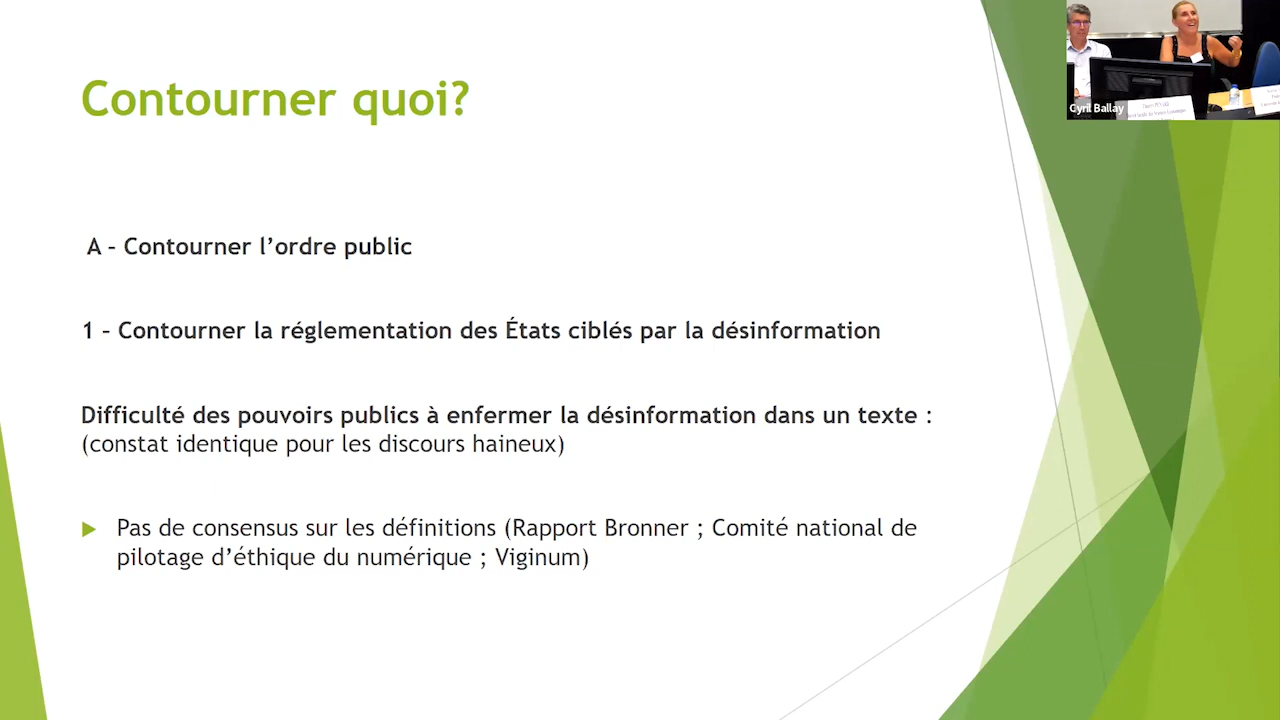 Contourner quoi?
A – Contourner l’ordre public
1 – Contourner la réglementation des États ciblés par la désinformation
Difficulté des pouvoirs publics à enfermer la désinformation dans un texte :
(constat identique pour les discours haineux)
Pas de consensus sur les définitions (Rapport Bronner ; Comité national de
pilotage d’éthique du numérique ; Viginum)
Cyril Ballay